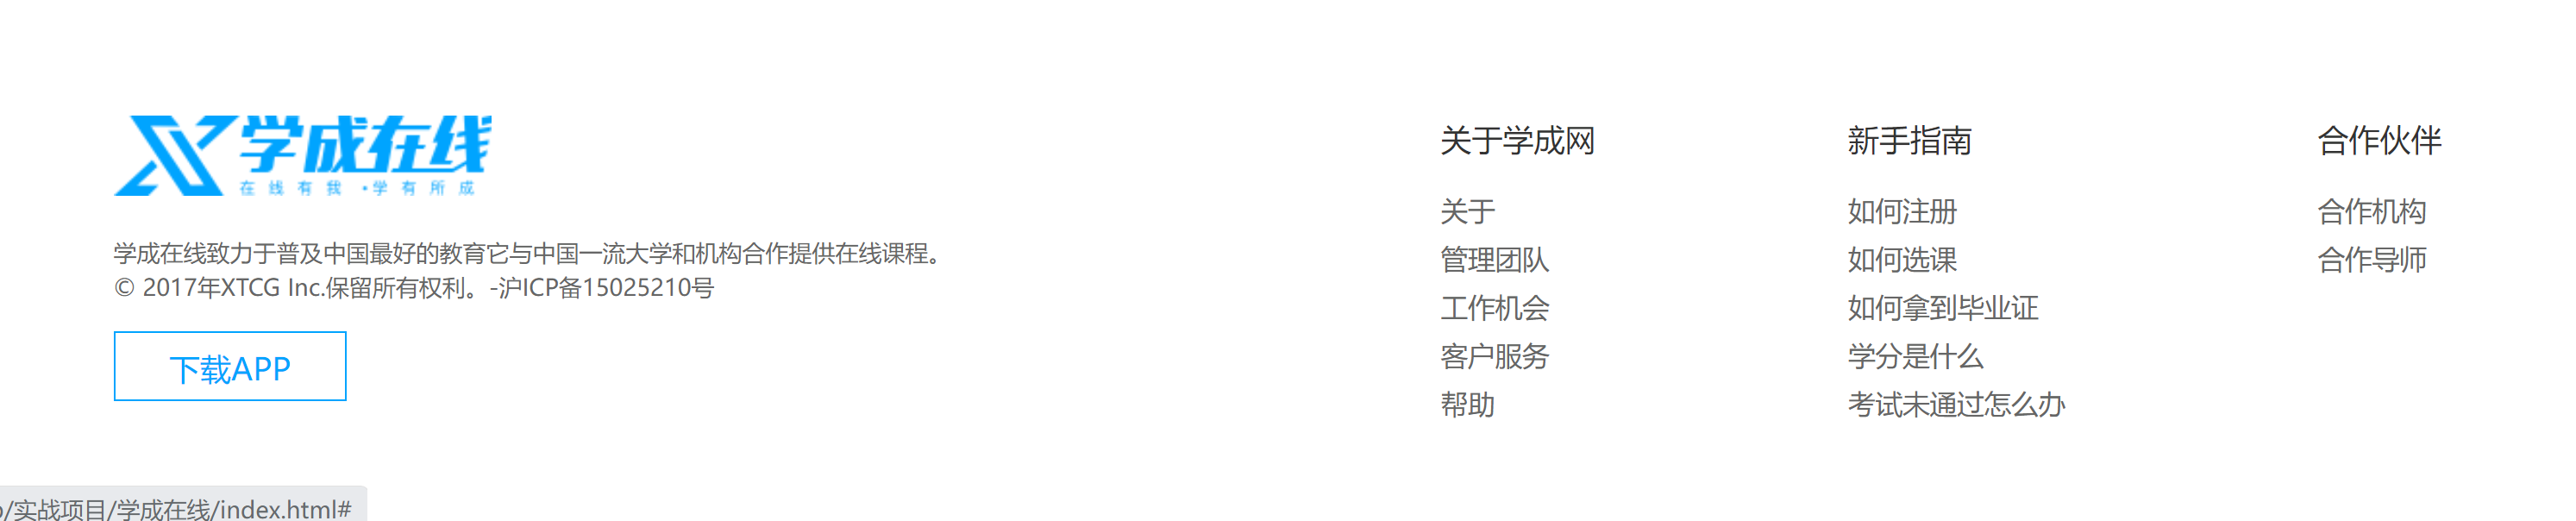 学成在线
在线有我·学有所成
学成在线致力于普及中国最好的教育它与中国一流大学和机构合作提供在线课程。
© 2017年XTCG Inc.保留所有权利。-沪ICP备15025210号
下载APP
关于学成网
关于
管理团队
工作机会
客户服务
帮助
新手指南
如何注册
如何选课
如何拿到毕业证
学分是什么
考试未通过怎么办
合作伙伴
合作机构
合作导师
/实战项目/学成在线/index.html#